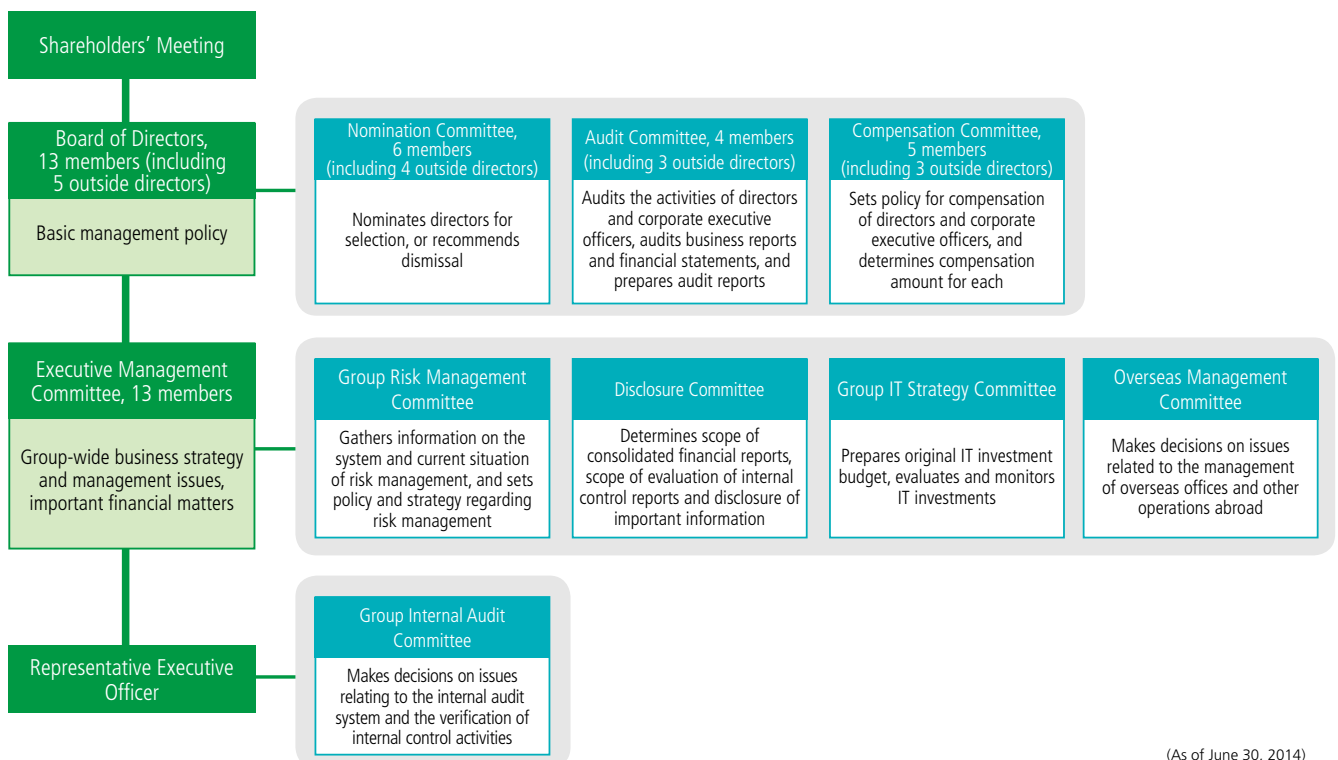 Shareholders’ Meeting
Board of Directors,
13 members (including
5 outside directors)
Basic management policy
Nomination Committee,
6 members
(including 4 outside directors)
Nominates directors for
selection, or recommends
dismissal
Audit Committee, 4 members
(including 3 outside directors)
Audits the activities of directors
and corporate executive
officers, audits business reports
and financial statements, and
prepares audit reports
Compensation Committee,
5 members
(including 3 outside directors)
Sets policy for compensation
of directors and corporate
executive officers, and
determines compensation
amount for each
Executive Management
Committee, 13 members
Group-wide business strategy
and management issues,
important financial matters
Group Risk Management
Committee
Gathers information on the
system and current situation
of risk management, and sets
policy and strategy regarding
risk management
Disclosure Committee
Determines scope of
consolidated financial reports,
scope of evaluation of internal
control reports and disclosure of
important information
Group IT Strategy Committee
Prepares original IT investment
budget, evaluates and monitors
IT investments
Overseas Management
Committee
Makes decisions on issues
related to the management
of overseas offices and other
operations abroad
Representative Executive
Officer
Group Internal Audit
Committee
Makes decisions on issues
relating to the internal audit
system and the verification of
internal control activities
(As of June 30, 2014)